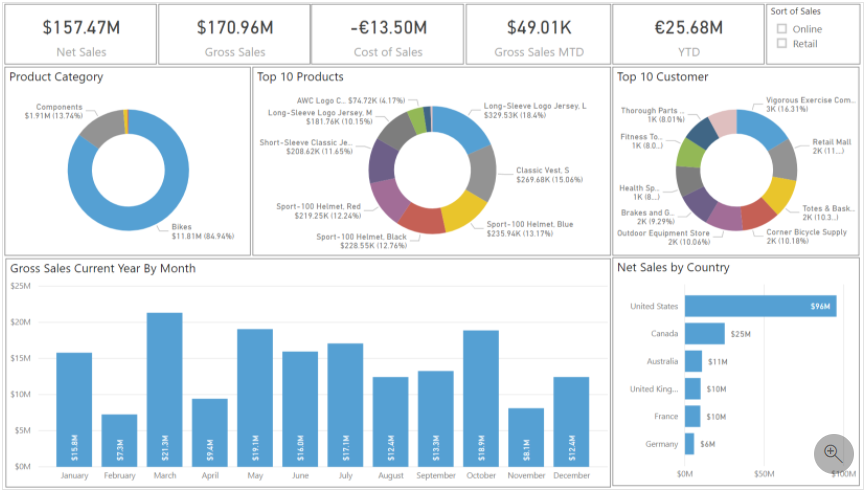 $157.47M
Net Sales
$170.96M
Gross Sales
-€13.50M
Cost of Sales
$49.01K
Gross Sales MTD
€25.68M
YTD
Sort of Sales
Online
Retail
Product Category
Components
$1.91M (13.74%)
Bikes
$11.81M (84.94%)
Top 10 Products
AWC Logo C... $74.72K (4.17%)
Long-Sleeve Logo Jersey, M
$181.76K (10.15%)
Short-Sleeve Classic Je...
$208.62K (11.65%)
Sport-100 Helmet, Red
$219.25K (12.24%)
Sport-100 Helmet, Black
$228.55K (12.76%)
Long-Sleeve Logo Jersey, L
$329.53K (18.4%)
Classic Vest, S
$269.68K (15.06%)
Sport-100 Helmet, Blue
$235.94K (13.17%)
Top 10 Customer
Thorough Parts ...
1K (8.01%)
Fitness To...
1K (8.0...)
Health Sp...
1K (8....)
Brakes and G...
2K (9.29%)
Outdoor Equipment Store
2K (10.06%)
Vigorous Exercise Com...
3K (16.31%)
Retail Mall
2K (11...)
Totes & Bask...
2K (10.3...)
Corner Bicycle Supply
2K (10.18%)
Gross Sales Current Year By Month
$25M
$20M
$15M
$10M
$5M
$0M
$15.8M
$7.3M
$21.3M
$9.4M
$19.1M
$16.0M
$17.1M
$12.4M
$13.3M
$18.9M
$8.1M
$12.4M
January
February
March
April
May
June
July
August
September
October
November
December
Net Sales by Country
United States
$96M
Canada
$25M
Australia
$11M
United King...
$10M
France
$10M
Germany
$6M
$0M
$50M
$100M